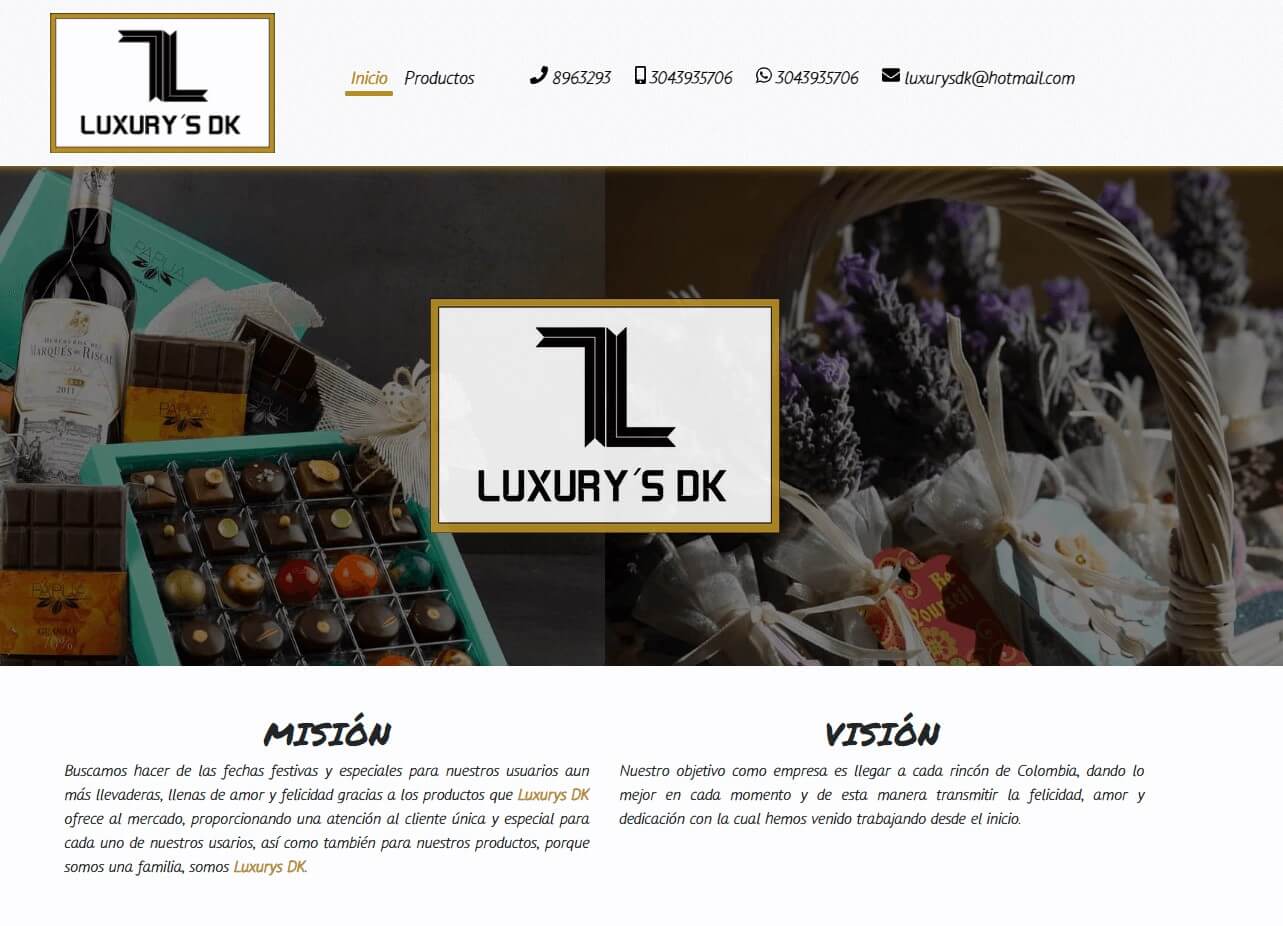 LUXURY´S DK
Inicio Productos 8963293 3043935706 3043935706 luxurysdk@hotmail.com
PAPUA
HEREDEROS DEL
MARQUÉS DE RISCAL
2011
PAPUA
PAPUA
LUXURY´S DK
PAPUA
70%
Yourself
MISIÓN
Buscamos hacer de las fechas festivas y especiales para nuestros usuarios aun
más llevaderas, llenas de amor y felicidad gracias a los productos que Luxurys DK
ofrece al mercado, proporcionando una atención al cliente única y especial para
cada uno de nuestros usarios, así como también para nuestros productos, porque
somos una familia, somos Luxurys DK.
VISIÓN
Nuestro objetivo como empresa es llegar a cada rincón de Colombia, dando lo
mejor en cada momento y de esta manera transmitir la felicidad, amor y
dedicación con la cual hemos venido trabajando desde el inicio.